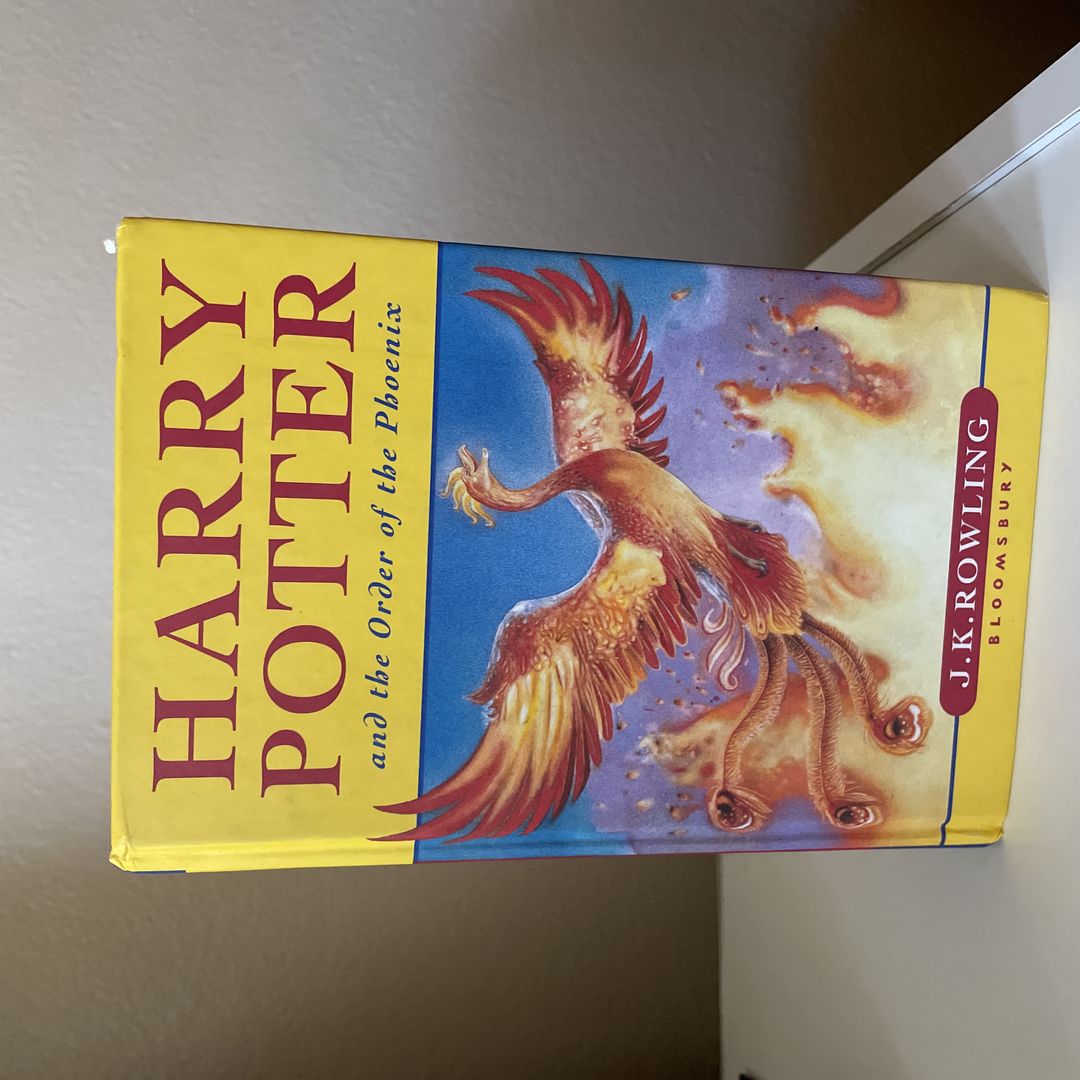 HARRY
POTTER
and the Order of the Phoenix
J.K.ROWLING
BLOOMSBURY